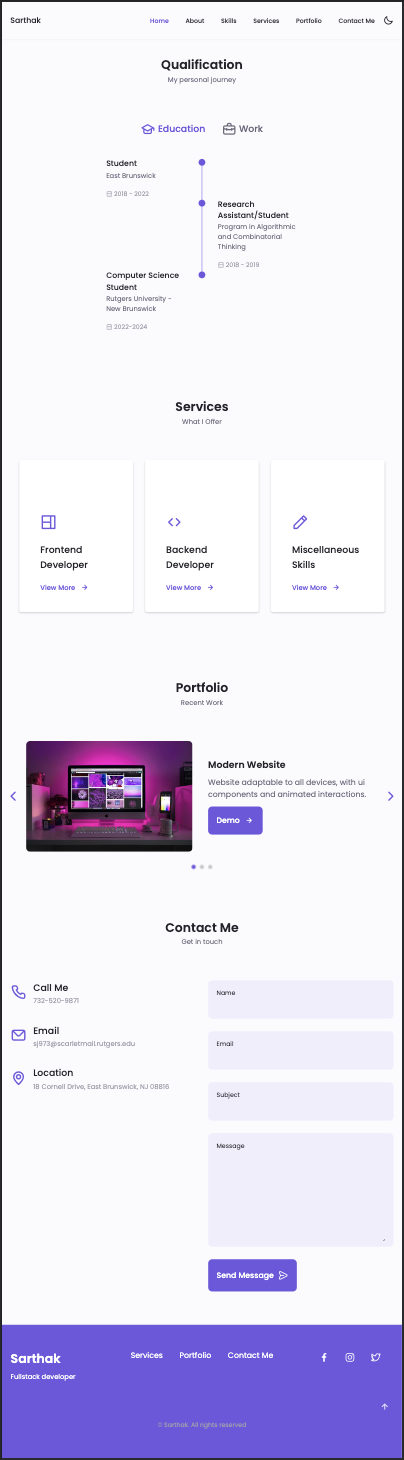 Sarthak
Home About Skills Services Portfolio Contact Me
Qualification
My personal journey
Education Work
Student
East Brunswick
2018 - 2022
Research
Assistant/Student
Program in Algorithmic
and Combinatorial
Thinking
2018 - 2019
Computer Science
Student
Rutgers University -
New Brunswick
2022-2024
Services
What I Offer
Frontend
Developer
View More
Backend
Developer
View More
Miscellaneous
Skills
View More
Portfolio
Recent Work
Modern Website
Website adaptable to all devices, with ui
components and animated interactions.
Demo
Contact Me
Get in touch
Call Me
732-520-9871
Email
sj973@scarletmail.rutgers.edu
Location
18 Cornell Drive, East Brunswick, NJ 08816
Name
Email
Subject
Message
Send Message
Sarthak
Fullstack developer
Services Portfolio Contact Me
© Sarthak. All rights reserved